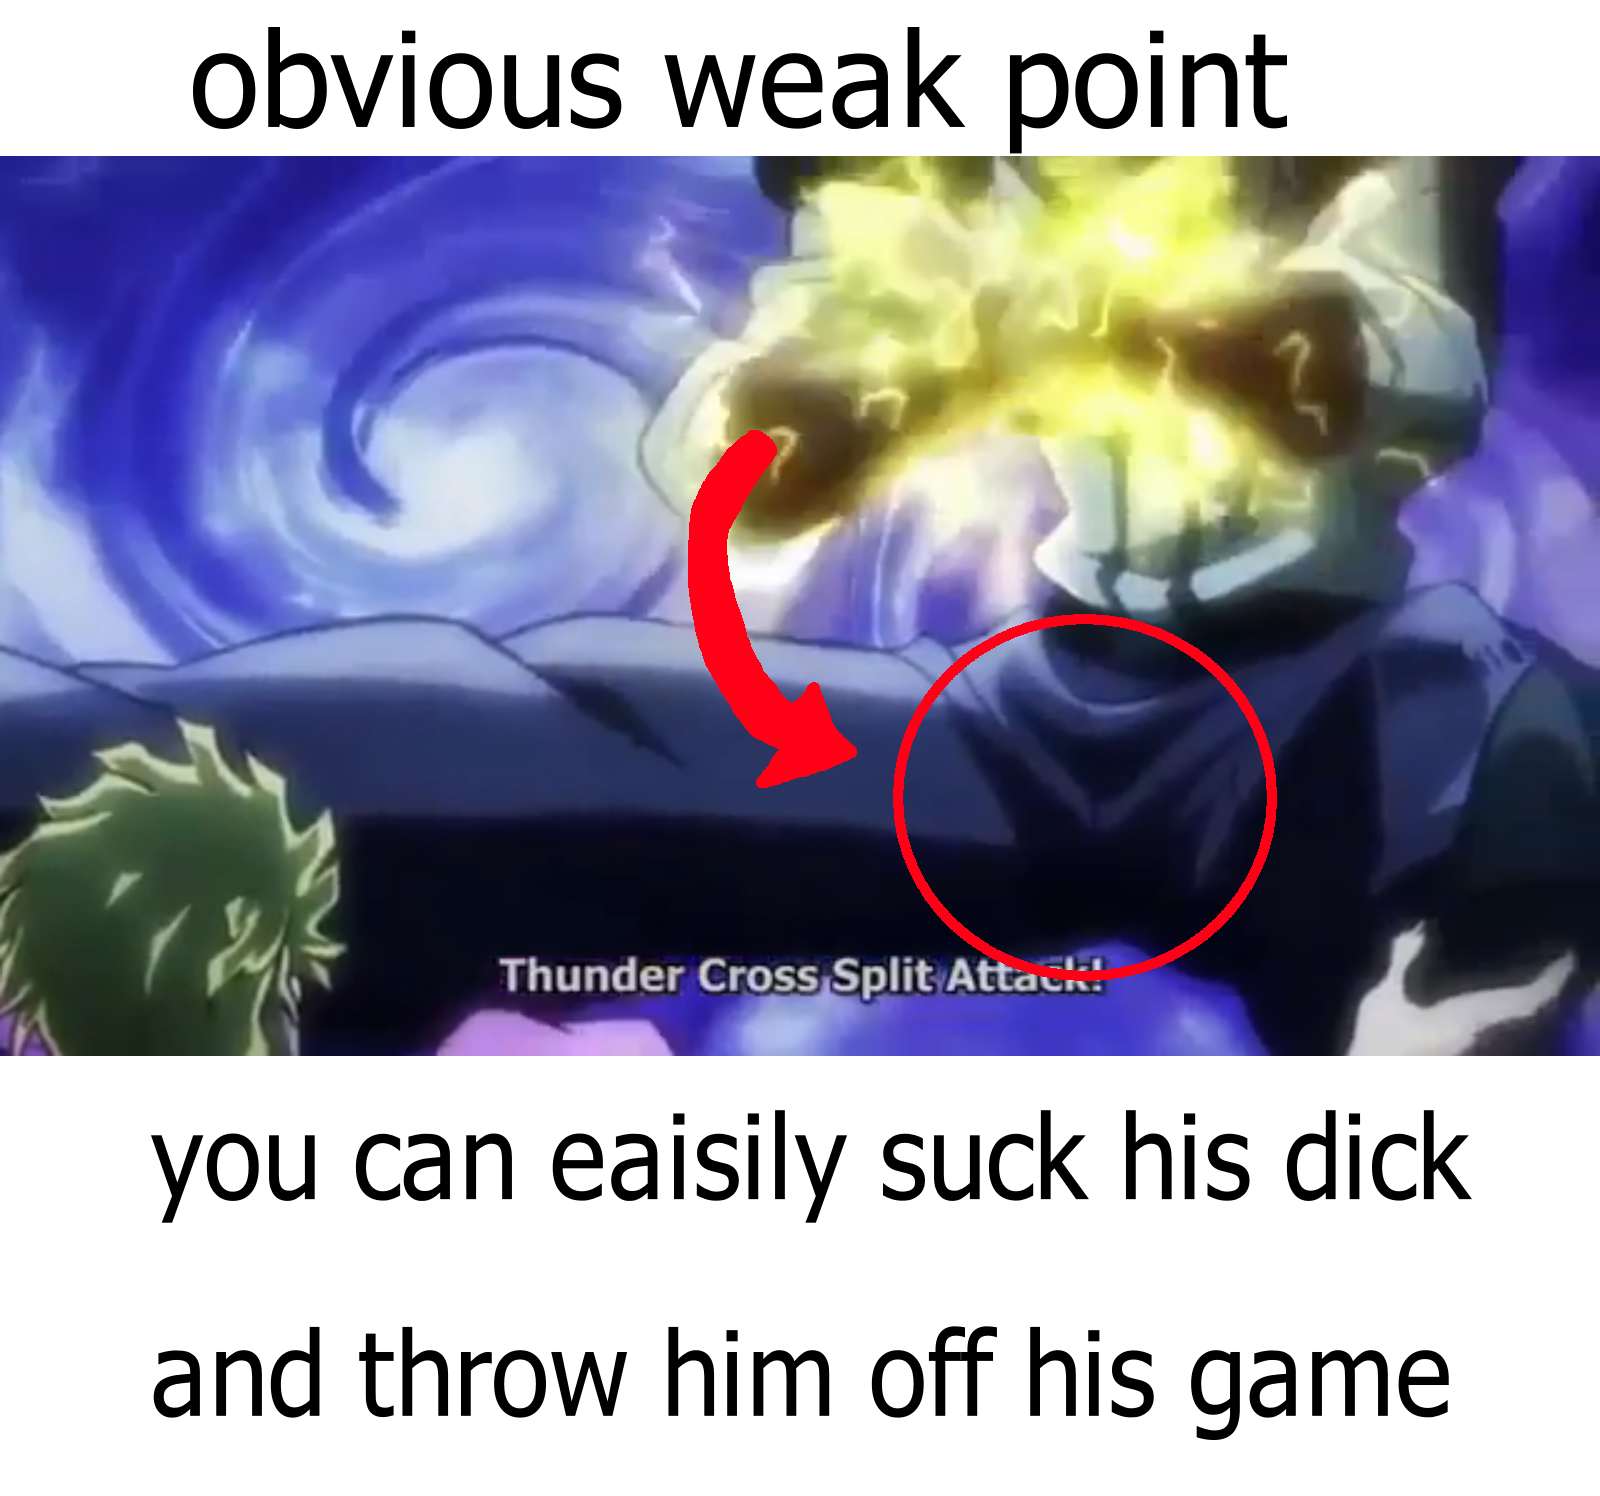 obvious weak point
Thunder Cross Split Attack!
you can eaisily suck his dick
and throw him off his game